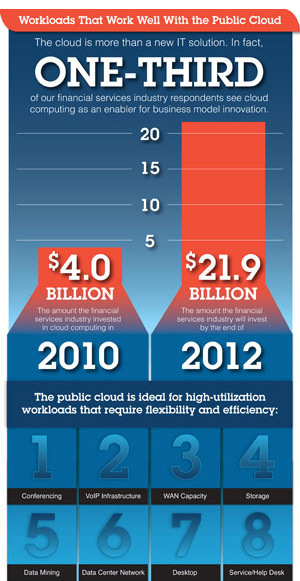 Workloads That Work Well With the Public Cloud
The cloud is more than a new IT solution. In fact,
ONE-THIRD
of our financial services industry respondents see cloud
computing as an enabler for business model innovation.
20
15
10
5
$4.0
BILLION
The amount the financial
services industry invested
in cloud computing in
2010
$21.9
BILLION
The amount the financial
services industry will invest
by the end of
2012
The public cloud is ideal for high-utilization
workloads that require flexibility and efficiency:
1
Conferencing
2
VoIP Infrastructure
3
WAN Capacity
4
Storage
5
Data Mining
6
Data Center Network
7
Desktop
8
Service/Help Desk